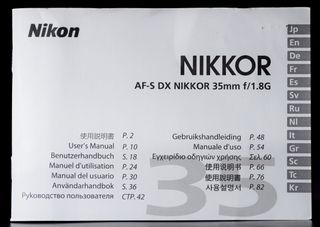 Nikon
NIKKOR
AF-S DX NIKKOR 35mm f/1.8G
使用説明書 P. 2
User's Manual P. 10
Benutzerhandbuch S. 18
Manuel d'utilisation P. 24
Manual del usuario P. 30
Användarhandbok S. 36
Руководство пользователя СТР. 42
Gebruikshandleiding P. 48
Manuale d'uso P. 54
Εγχειρίδιο οδηγιών χρήσης Σελ. 60
使用说明书 P. 66
使用說明書 P. 76
사용설명서 P. 82
35
Jp
En
De
Fr
Es
Sv
Ru
Nl
It
Gr
Sc
Tc
Kr